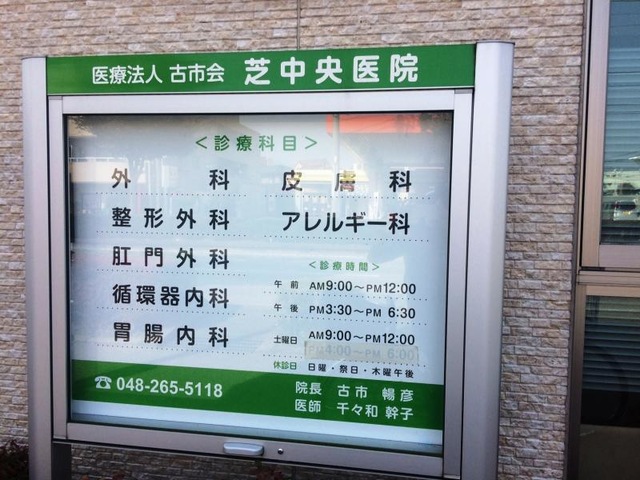 医療法人 古市会 芝中央医院
＜診療科目＞
外科
整形外科
肛門外科
循環器内科
胃腸内科
皮膚科
アレルギー科
＜診療時間＞
午前 AM9:00～PM12:00
午後 PM3:30～PM 6:30
土曜日 AM9:00～PM12:00
休診日 日曜・祭日・木曜午後
☎048-265-5118
院長 古市 暢彦
医師 千々和 幹子